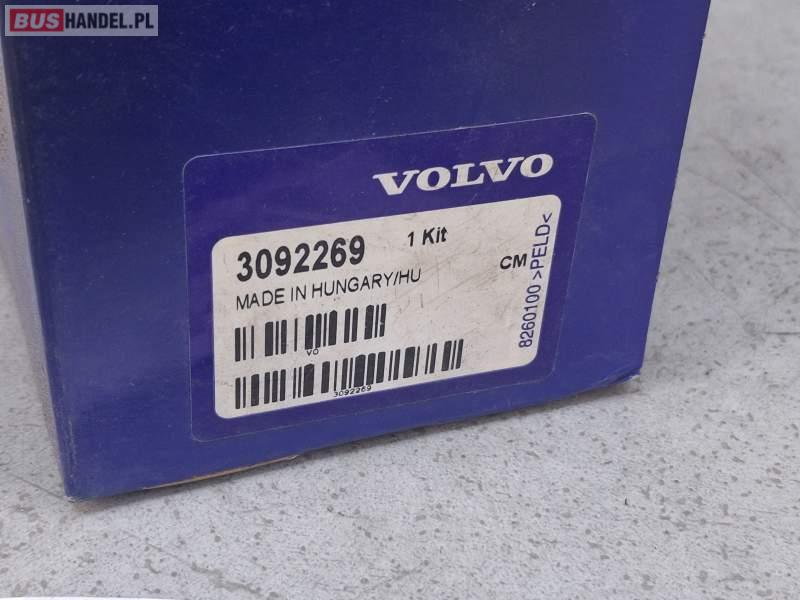 BUSHANDEL.PL
VOLVO
3092269 1 Kit
CM
MADE IN HUNGARY/HU
VO
3092269
8260100 >PELD<